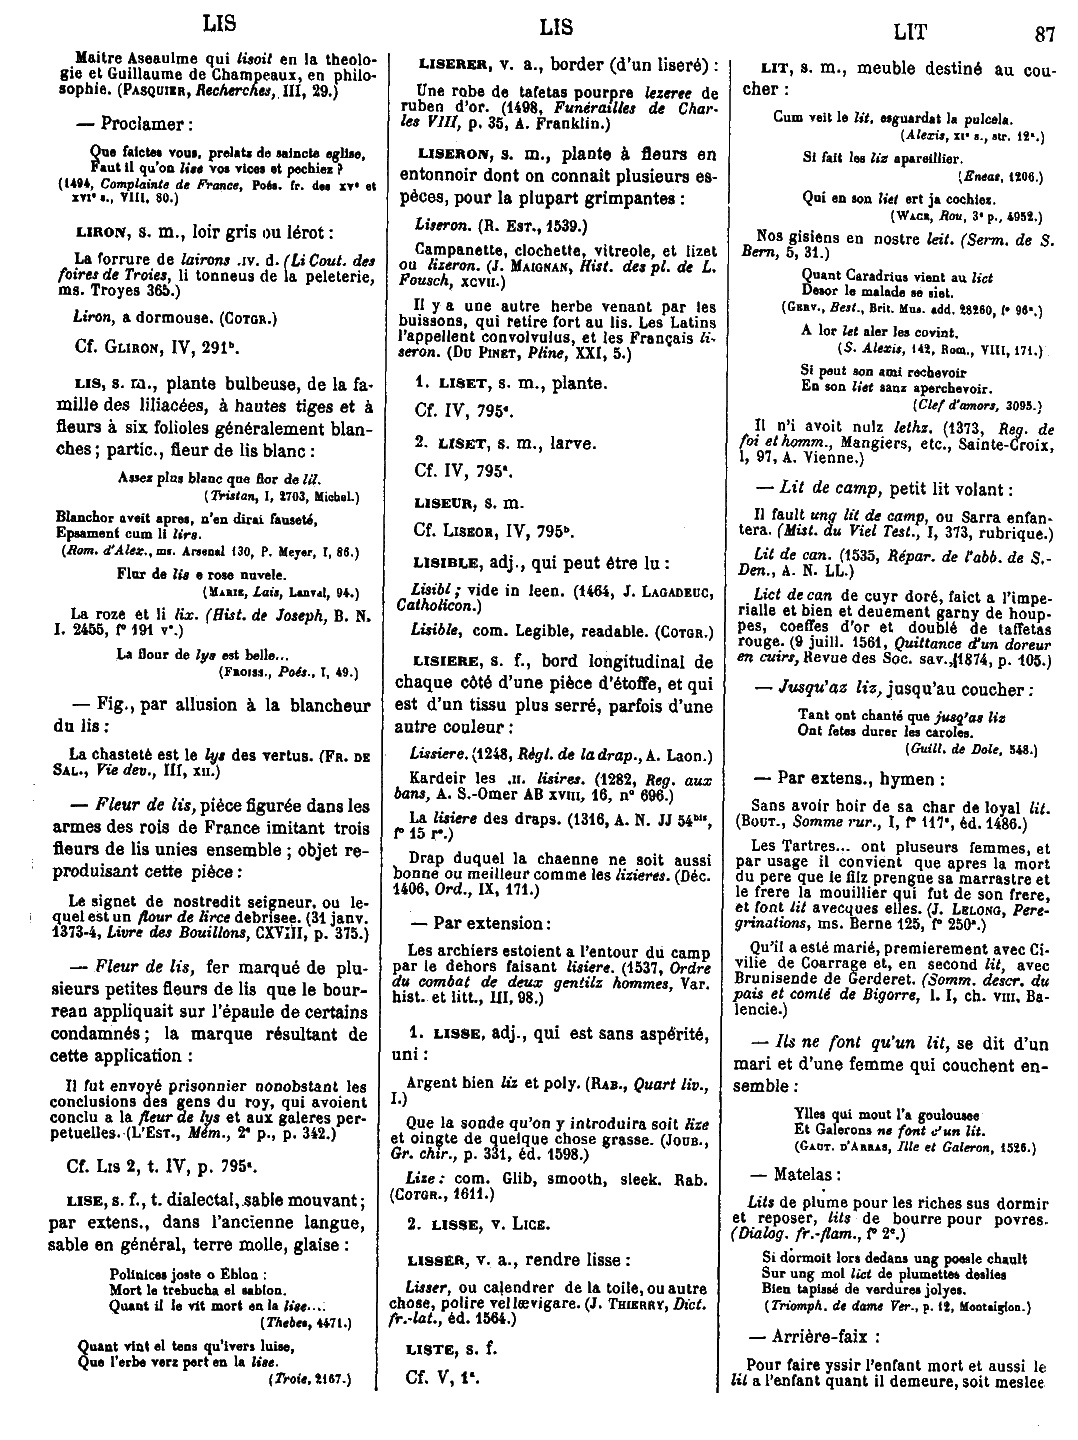 LIS
LIS
LIT
87
Maitre Aseaulme qui lisoit en la theolo-
gie et Guillaume de Champeaux, en philo-
sophie. (PASQUIER, Recherches, III, 29.)
— Proclamer :
Que faictes vous, prelats de saincte eglise,
Faut il qu'on lise vos vices et pechiez ?
(1494, Complainte de France, Poés. fr. des XVᵉ et
XVIᵉ s., VIII, 80.)
LIRON, s. m., loir gris ou lérot :
La forrure de lairons .IV. d. (Li Cout. des
foires de Troies, li tonneus de la peleterie,
ms. Troyes 365.)
Liron, a dormouse. (COTGR.)
Cf. GLIRON, IV, 291ᵇ.
LIS, s. m., plante bulbeuse, de la fa-
mille des liliacées, à hautes tiges et à
fleurs à six folioles généralement blan-
ches ; partic., fleur de lis blanc :
Assez plus blanc que flor de lil.
(Tristan, I, 2703, Michel.)
Blanchor aveit apres, n'en dirai fauseté,
Epsament cum li lirs.
(Rom. d'Alex., ms. Arsenal 130, P. Meyer, I, 86.)
Flur de lis e rose nuvele.
(MARIE, Lais, Lanval, 94.)
La roze et li lix. (Hist. de Joseph, B. N.
l. 2455, fº 191 vº.)
La flour de lys est belle...
(FROISS., Poés., I, 49.)
— Fig., par allusion à la blancheur
du lis :
La chasteté est le lys des vertus. (FR. DE
SAL., Vie dev., III, XII.)
— Fleur de lis, pièce figurée dans les
armes des rois de France imitant trois
fleurs de lis unies ensemble ; objet re-
produisant cette pièce :
Le signet de nostredit seigneur, ou le-
quel est un flour de lirce debrisee. (31 janv.
1373-4, Livre des Bouillons, CXVIII, p. 375.)
— Fleur de lis, fer marqué de plu-
sieurs petites fleurs de lis que le bour-
reau appliquait sur l'épaule de certains
condamnés ; la marque résultant de
cette application :
Il fut envoyé prisonnier nonobstant les
conclusions des gens du roy, qui avoient
conclu a la fleur de lys et aux galeres per-
petuelles. (L'EST., Mém., 2ᵉ p., p. 342.)
Cf. LIS 2, t. IV, p. 795ᵃ.
LISE, s. f., t. dialectal, sable mouvant ;
par extens., dans l'ancienne langue,
sable en général, terre molle, glaise :
Polinices joste o Eblon :
Mort le trebucha el sablon.
Quant il le vit mort en la lise...
(Thebes, 4471.)
Quant vint el tens qu'ivers luise,
Que l'erbe verz pert en la lise.
(Troie, 2167.)
LISERER, v. a., border (d'un liseré) :
Une robe de tafetas pourpre lezeree de
ruben d'or. (1498, Funérailles de Char-
les VIII, p. 35, A. Franklin.)
LISERON, s. m., plante à fleurs en
entonnoir dont on connait plusieurs es-
pèces, pour la plupart grimpantes :
Liseron. (R. EST., 1539.)
Campanette, clochette, vitreole, et lizet
ou lizeron. (J. MAIGNAN, Hist. des pl. de L.
Fousch, XCVII.)
Il y a une autre herbe venant par les
buissons, qui retire fort au lis. Les Latins
l'appellent convolvulus, et les Français li-
seron. (DU PINET, Pline, XXI, 5.)
1. LISET, s. m., plante.
Cf. IV, 795ᵃ.
2. LISET, s. m., larve.
Cf. IV, 795ᵃ.
LISEUR, s. m.
Cf. LISEOR, IV, 795ᵇ.
LISIBLE, adj., qui peut être lu :
Lisibl ; vide in leen. (1464, J. LAGADEUC,
Catholicon.)
Lisible, com. Legible, readable. (COTGR.)
LISIERE, s. f., bord longitudinal de
chaque côté d'une pièce d'étoffe, et qui
est d'un tissu plus serré, parfois d'une
autre couleur :
Lissiere. (1248, Régl. de la drap., A. Laon.)
Kardeir les .II. lisires. (1282, Reg. aux
bans, A. S.-Omer AB XVIII, 16, nº 696.)
La lisiere des draps. (1316, A. N. JJ 54ᵇⁱˢ,
fº 15 rº.)
Drap duquel la chaenne ne soit aussi
bonne ou meilleur comme les lizieres. (Déc.
1406, Ord., IX, 171.)
— Par extension :
Les archiers estoient a l'entour du camp
par le dehors faisant lisiere. (1537, Ordre
du combat de deux gentilz hommes, Var.
hist. et litt., III, 98.)
1. LISSE, adj., qui est sans aspérité,
uni :
Argent bien liz et poly. (RAB., Quart liv.,
I.)
Que la sonde qu'on y introduira soit lize
et oingte de quelque chose grasse. (JOUB.,
Gr. chir., p. 331, éd. 1598.)
Lize : com. Glib, smooth, sleek. Rab.
(COTGR., 1611.)
2. LISSE, v. LICE.
LISSER, v. a., rendre lisse :
Lisser, ou calendrer de la toile, ou autre
chose, polire vel lævigare. (J. THIERRY, Dict.
fr.-lat., éd. 1564.)
LISTE, s. f.
Cf. V, 1ᵃ.
LIT, s. m., meuble destiné au cou-
cher :
Cum veit le lit, esguardat la pulcela.
(Alexis, XIᵉ s., str. 12ᵃ.)
Si fait les liz apareillier.
(Eneas, 1206.)
Qui en son liet ert ja cochiez.
(WACE, Rou, 3ᵉ p., 4952.)
Nos gisiens en nostre leit. (Serm. de S.
Bern, 5, 31.)
Quant Caradrius vient au lict
Desor le malade se siet.
(GERV., Best., Brit. Mus. add. 28260, fº 96ᵃ.)
A lor let aler les covint.
(S. Alexis, 142, Rom., VIII, 171.)
Si peut son ami rechevoir
En son liet sanz aperchevoir.
(Clef d'amors, 3095.)
Il n'i avoit nulz lethz. (1373, Reg. de
foi et homm., Mangiers, etc., Sainte-Croix,
l, 97, A. Vienne.)
— Lit de camp, petit lit volant :
Il fault ung lit de camp, ou Sarra enfan-
tera. (Mist. du Viel Test., I, 373, rubrique.)
Lit de can. (1535, Répar. de l'abb. de S.-
Den., A. N. LL.)
Lict de can de cuyr doré, faict a l'impe-
rialle et bien et deuement garny de houp-
pes, coeffes d'or et doublé de taffetas
rouge. (9 juill. 1561, Quittance d'un doreur
en cuirs, Revue des Soc. sav., 1874, p. 105.)
— Jusqu'az liz, jusqu'au coucher :
Tant ont chanté que jusq'as liz
Ont fetes durer les caroles.
(Guill. de Dole, 548.)
— Par extens., hymen :
Sans avoir hoir de sa char de loyal lit.
(BOUT., Somme rur., I, fº 117ᵃ, éd. 1486.)
Les Tartres... ont pluseurs femmes, et
par usage il convient que apres la mort
du pere que le filz prengne sa marrastre et
le frere la mouillier qui fut de son frere,
et font lit avecques elles. (J. LELONG, Pere-
grinations, ms. Berne 125, fº 250ᵃ.)
Qu'il a esté marié, premierement avec Ci-
vilie de Coarrage et, en second lit, avec
Brunisende de Gerderet. (Somm. descr. du
pais et comté de Bigorre, l. I, ch. VIII, Ba-
lencie.)
— Ils ne font qu'un lit, se dit d'un
mari et d'une femme qui couchent en-
semble :
Ylles qui mout l'a goulousee
Et Galerons ne font c'un lit.
(GAUT. D'ARRAS, Ille et Galeron, 1526.)
— Matelas :
Lits de plume pour les riches sus dormir
et reposer, lits de bourre pour povres.
(Dialog. fr.-flam., fº 2ᶜ.)
Si dormoit lors dedans ung poesle chault
Sur ung mol lict de plumettes deslies
Bien tapissé de verdures jolyes.
(Triomph. de dame Ver., p. 12, Montaiglon.)
— Arrière-faix :
Pour faire yssir l'enfant mort et aussi le
lit a l'enfant quant il demeure, soit meslee